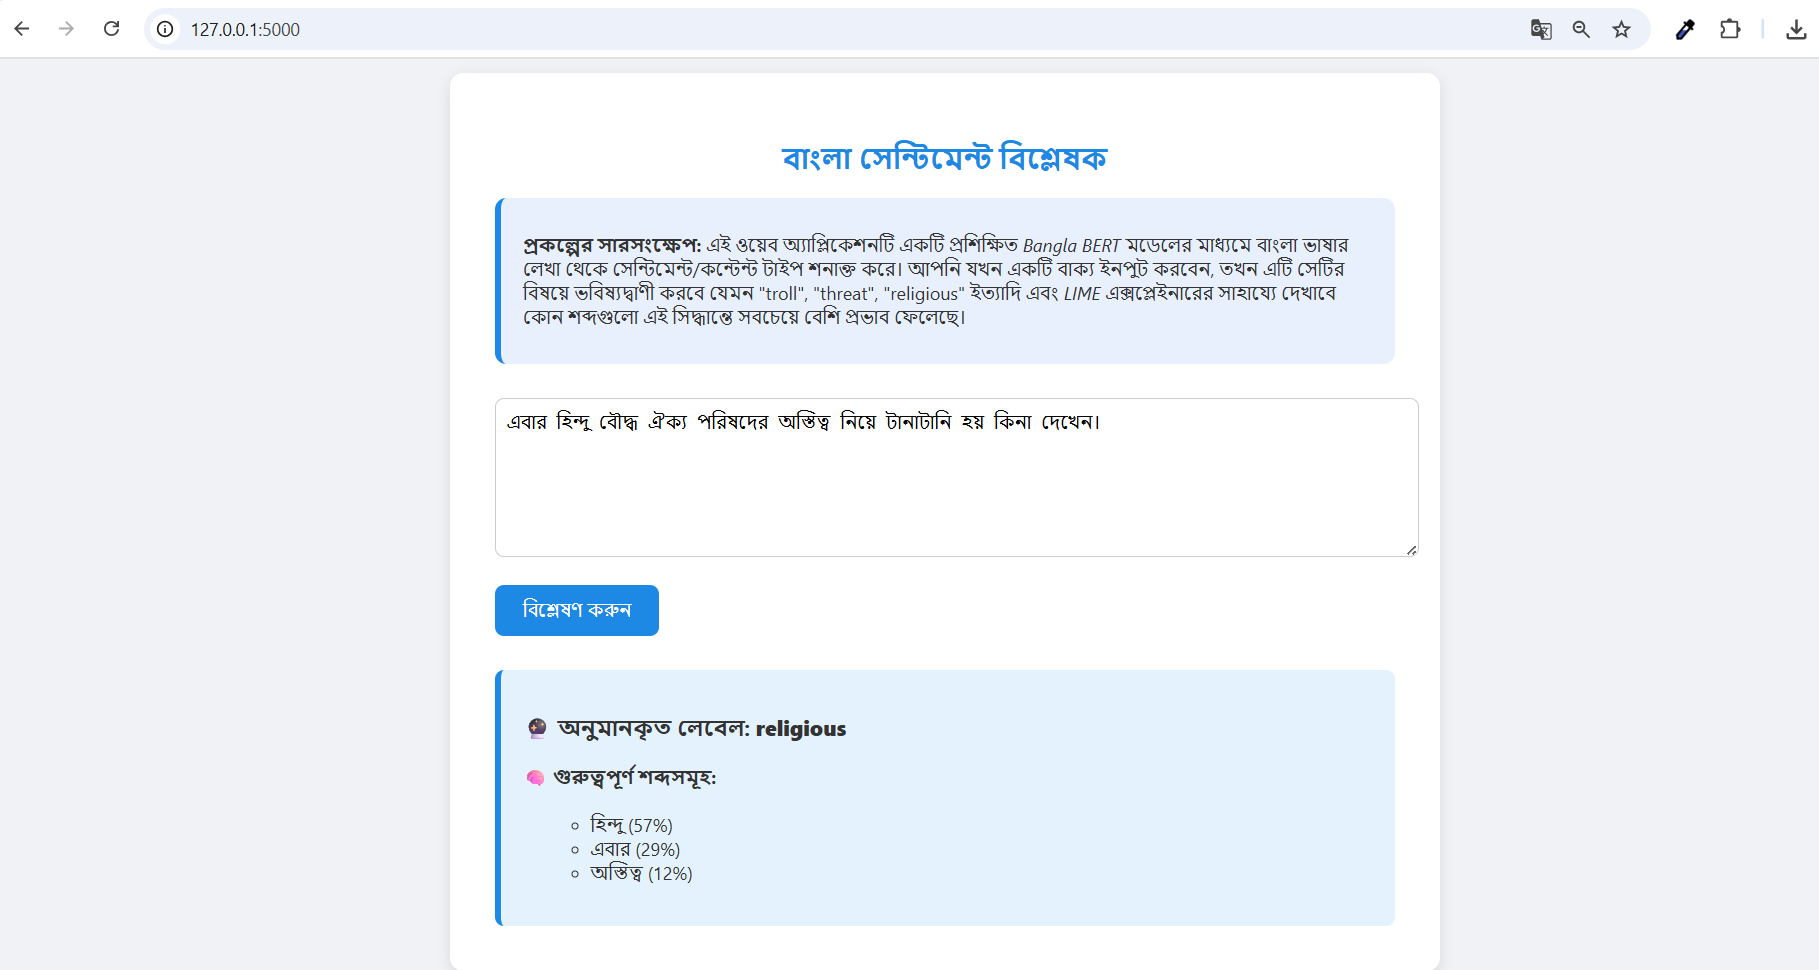 127.0.0.1:5000
বাংলা সেন্টিমেন্ট বিশ্লেষক
প্রকল্পের সারসংক্ষেপ: এই ওয়েব অ্যাপ্লিকেশনটি একটি প্রশিক্ষিত Bangla BERT মডেলের মাধ্যমে বাংলা ভাষার
লেখা থেকে সেন্টিমেন্ট/কন্টেন্ট টাইপ শনাক্ত করে। আপনি যখন একটি বাক্য ইনপুট করবেন, তখন এটি সেটির
বিষয়ে ভবিষ্যদ্বাণী করবে যেমন "troll", "threat", "religious" ইত্যাদি এবং LIME এক্সপ্লেইনারের সাহায্যে দেখাবে
কোন শব্দগুলো এই সিদ্ধান্তে সবচেয়ে বেশি প্রভাব ফেলেছে।
এবার হিন্দু বৌদ্ধ ঐক্য পরিষদের অস্তিত্ব নিয়ে টানাটানি হয় কিনা দেখেন।
বিশ্লেষণ করুন
🔮 অনুমানকৃত লেবেল: religious
🧠 গুরুত্বপূর্ণ শব্দসমূহ:
হিন্দু (57%)
এবার (29%)
অস্তিত্ব (12%)